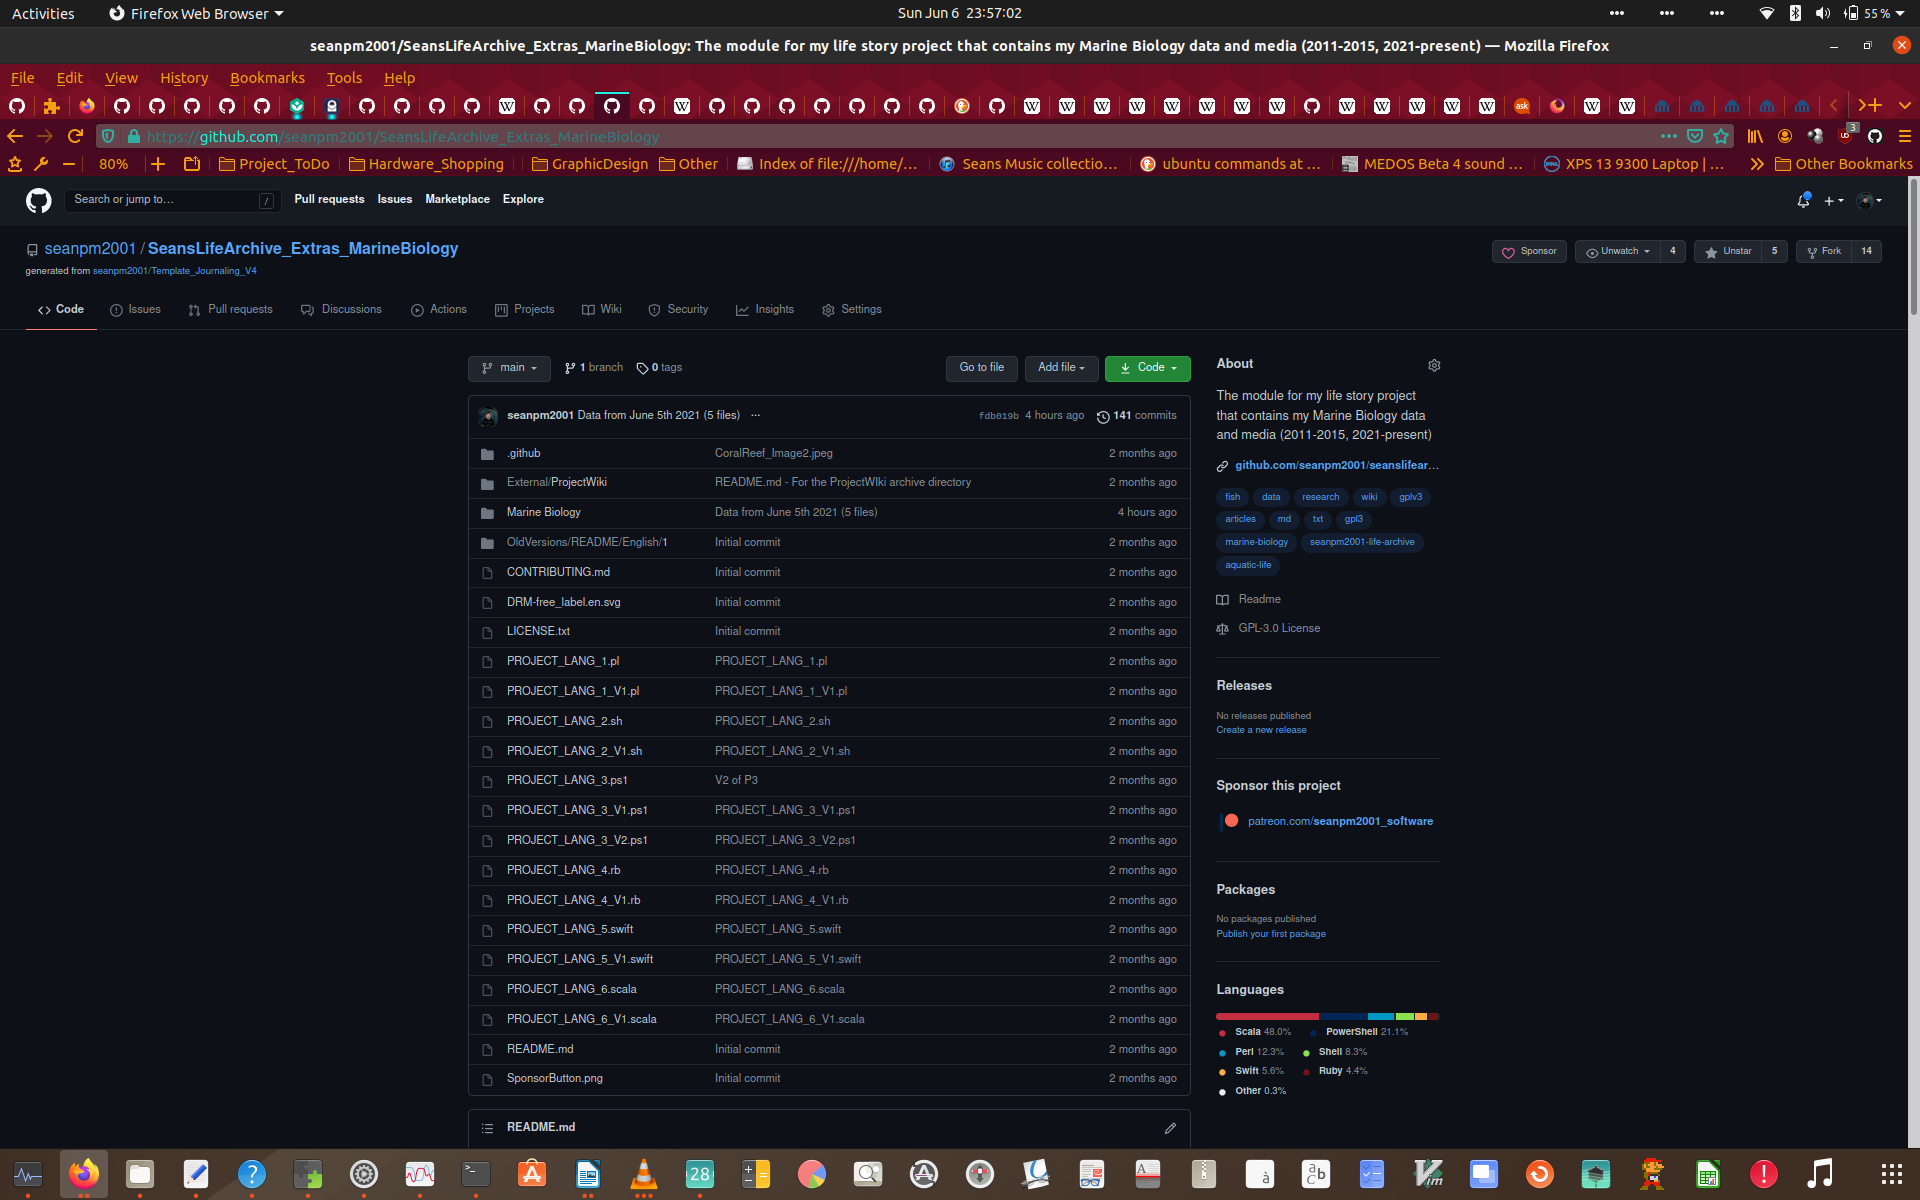 Activities
Firefox Web Browser
Sun Jun 6 23:57:02
55 %
seanpm2001/SeansLifeArchive_Extras_MarineBiology: The module for my life story project that contains my Marine Biology data and media (2011-2015, 2021-present) — Mozilla Firefox
File Edit View History Bookmarks Tools Help
https://github.com/seanpm2001/SeansLifeArchive_Extras_MarineBiology
3
80% Project_ToDo Hardware_Shopping GraphicDesign Other Index of file:///home/... Seans Music collectio... ubuntu commands at ... MEDOS Beta 4 sound ... XPS 13 9300 Laptop | ... Other Bookmarks
Search or jump to... / Pull requests Issues Marketplace Explore
seanpm2001 / SeansLifeArchive_Extras_MarineBiology
Sponsor Unwatch 4 Unstar 5 Fork 14
generated from seanpm2001/Template_Journaling_V4
Code Issues Pull requests Discussions Actions Projects Wiki Security Insights Settings
main 1 branch 0 tags Go to file Add file Code
seanpm2001 Data from June 5th 2021 (5 files) ... fdb019b 4 hours ago 141 commits
.github CoralReef_Image2.jpeg 2 months ago
External/ProjectWiki README.md - For the ProjectWIki archive directory 2 months ago
Marine Biology Data from June 5th 2021 (5 files) 4 hours ago
OldVersions/README/English/1 Initial commit 2 months ago
CONTRIBUTING.md Initial commit 2 months ago
DRM-free_label.en.svg Initial commit 2 months ago
LICENSE.txt Initial commit 2 months ago
PROJECT_LANG_1.pl PROJECT_LANG_1.pl 2 months ago
PROJECT_LANG_1_V1.pl PROJECT_LANG_1_V1.pl 2 months ago
PROJECT_LANG_2.sh PROJECT_LANG_2.sh 2 months ago
PROJECT_LANG_2_V1.sh PROJECT_LANG_2_V1.sh 2 months ago
PROJECT_LANG_3.ps1 V2 of P3 2 months ago
PROJECT_LANG_3_V1.ps1 PROJECT_LANG_3_V1.ps1 2 months ago
PROJECT_LANG_3_V2.ps1 PROJECT_LANG_3_V2.ps1 2 months ago
PROJECT_LANG_4.rb PROJECT_LANG_4.rb 2 months ago
PROJECT_LANG_4_V1.rb PROJECT_LANG_4_V1.rb 2 months ago
PROJECT_LANG_5.swift PROJECT_LANG_5.swift 2 months ago
PROJECT_LANG_5_V1.swift PROJECT_LANG_5_V1.swift 2 months ago
PROJECT_LANG_6.scala PROJECT_LANG_6.scala 2 months ago
PROJECT_LANG_6_V1.scala PROJECT_LANG_6_V1.scala 2 months ago
README.md Initial commit 2 months ago
SponsorButton.png Initial commit 2 months ago
README.md
About
The module for my life story project
that contains my Marine Biology data
and media (2011-2015, 2021-present)
github.com/seanpm2001/seanslifear...
fish data research wiki gplv3
articles md txt gpl3
marine-biology seanpm2001-life-archive
aquatic-life
Readme
GPL-3.0 License
Releases
No releases published
Create a new release
Sponsor this project
patreon.com/seanpm2001_software
Packages
No packages published
Publish your first package
Languages
Scala 48.0% PowerShell 21.1%
Perl 12.3% Shell 8.3%
Swift 5.6% Ruby 4.4%
Other 0.3%
28